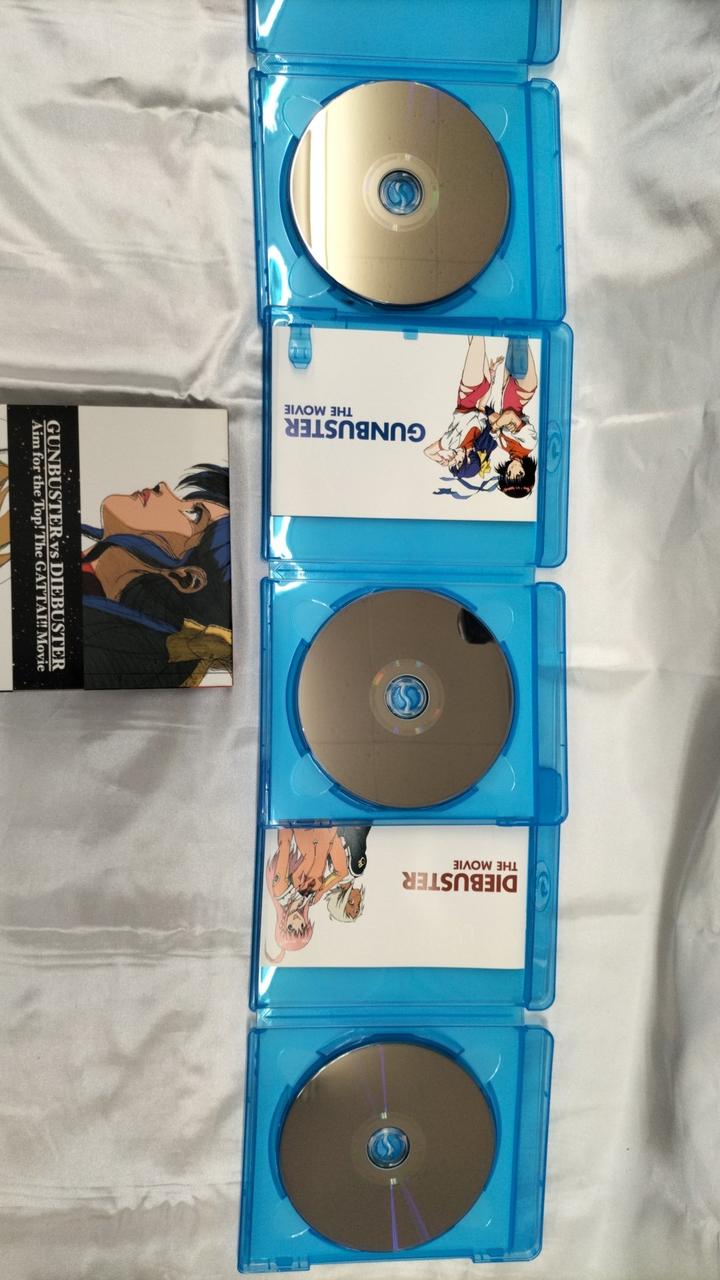 GUNBUSTER vs DIEBUSTER
Aim for the Top! The GATTAI!! Movie
GUNBUSTER
THE MOVIE
DIEBUSTER
THE MOVIE